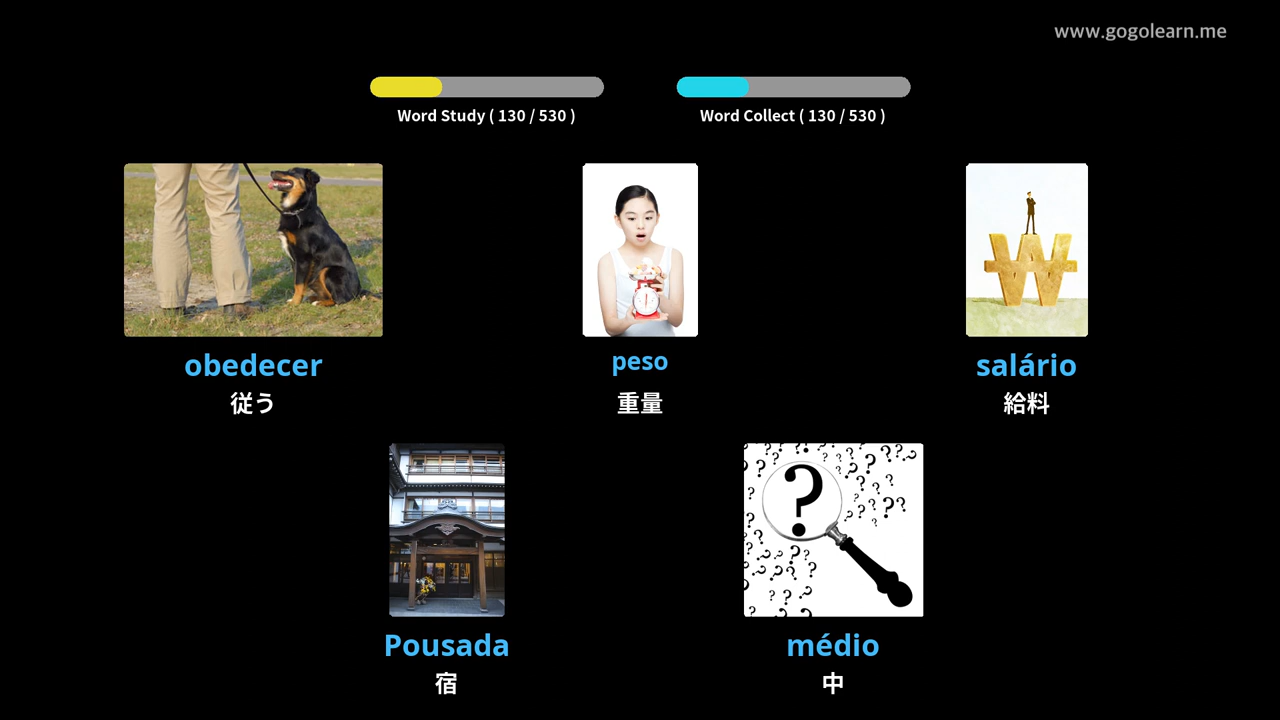 www.gogolearn.me
Word Study ( 130 / 530 )
Word Collect ( 130 / 530 )
obedecer
従う
peso
重量
salário
給料
Pousada
宿
médio
中